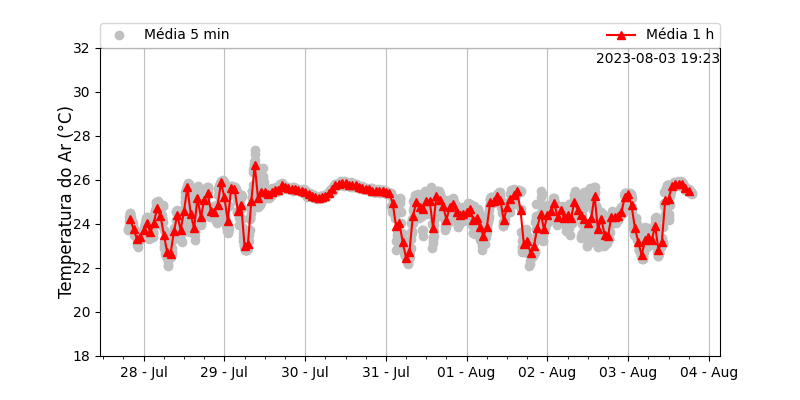 Média 5 min
Média 1 h
2023-08-03 19:23
Temperatura do Ar (°C)
32
30
28
26
24
22
20
18
28 - Jul
29 - Jul
30 - Jul
31 - Jul
01 - Aug
02 - Aug
03 - Aug
04 - Aug